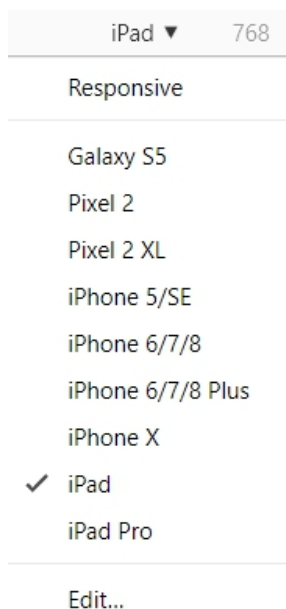 iPad ▼ 768
Responsive
Galaxy S5
Pixel 2
Pixel 2 XL
iPhone 5/SE
iPhone 6/7/8
iPhone 6/7/8 Plus
iPhone X
✓ iPad
iPad Pro
Edit...